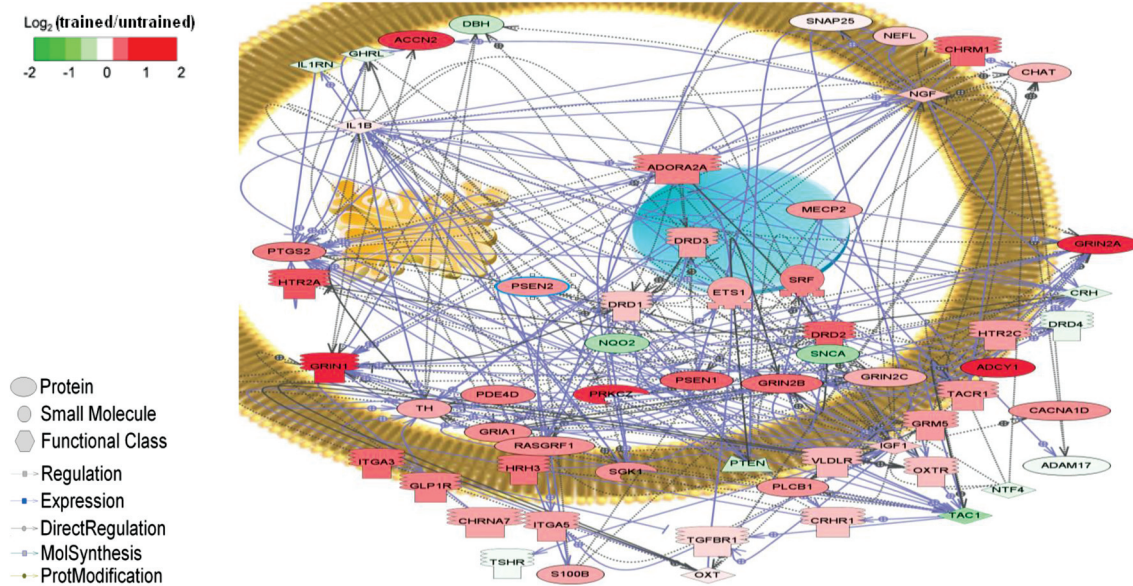 Log2 (trained/untrained)
-2 -1 0 1 2
Protein
Small Molecule
Functional Class
Regulation
Expression
DirectRegulation
MolSynthesis
ProtModification
SNAP25
DBH
NEFL
ACCN2
GHRL
CHRM1
IL1RN
CHAT
NGF
IL1B
ADORA2A
MECP2
DRD3
GRIN2A
PTGS2
HTR2A
PSEN2
ETS1
SRF
CRH
DRD1
DRD4
DRD2
HTR2C
NQO2
SNCA
GRIN1
ADCY1
PSEN1
GRIN2B
GRIN2C
PDE4D
PRKCZ
TACR1
TH
CACNA1D
GRIA1
GRM5
RASGRF1
IGF1
ITGA3
HRH3
SGK1
PTEN
VLDLR
OXTR
ADAM17
GLP1R
PLCB1
NTF4
CHRNA7
ITGA5
CRHR1
TAC1
TGFBR1
TSHR
S100B
OXT